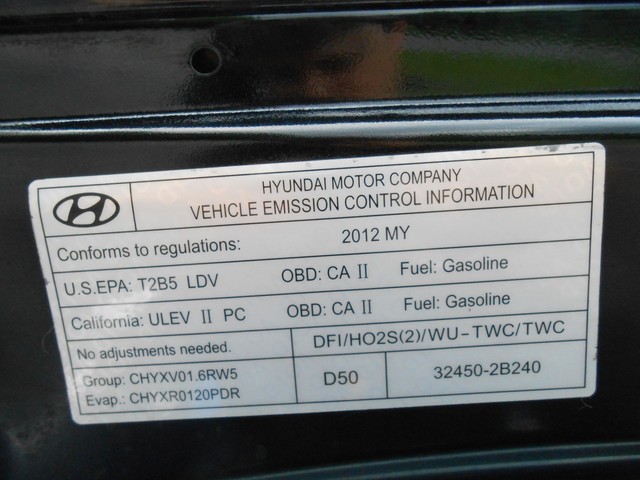 HYUNDAI MOTOR COMPANY
VEHICLE EMISSION CONTROL INFORMATION
Conforms to regulations: 2012 MY
U.S.EPA: T2B5 LDV OBD: CA II Fuel: Gasoline
California: ULEV II PC OBD: CA II Fuel: Gasoline
No adjustments needed. DFI/HO2S(2)/WU-TWC/TWC
Group: CHYXV01.6RW5 D50 32450-2B240
Evap.: CHYXR0120PDR